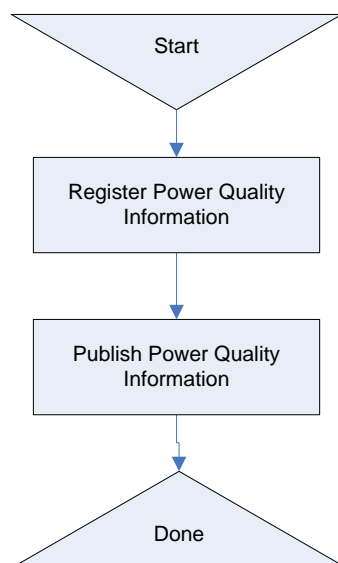 Start
Register Power Quality
Information
Publish Power Quality
Information
Done